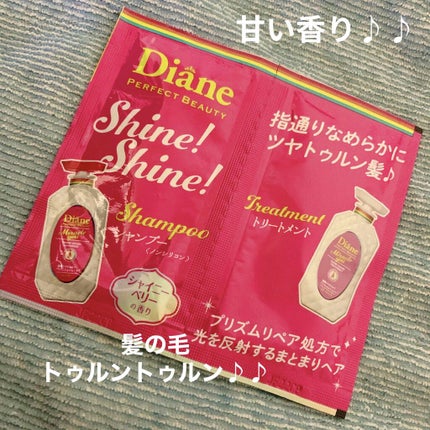 甘い香り♪♪
Diane
PERFECT BEAUTY
Shine!
Shine!
Shampoo
シャンプー
(ノンシリコン)
シャイニー
ベリー
の香り
指通りなめらかに
ツヤトゥルン髪♪
Treatment
トリートメント
Diane
Diane
プリズムリペア処方で
光を反射するまとまりヘア
髪の毛
トゥルントゥルン♪♪